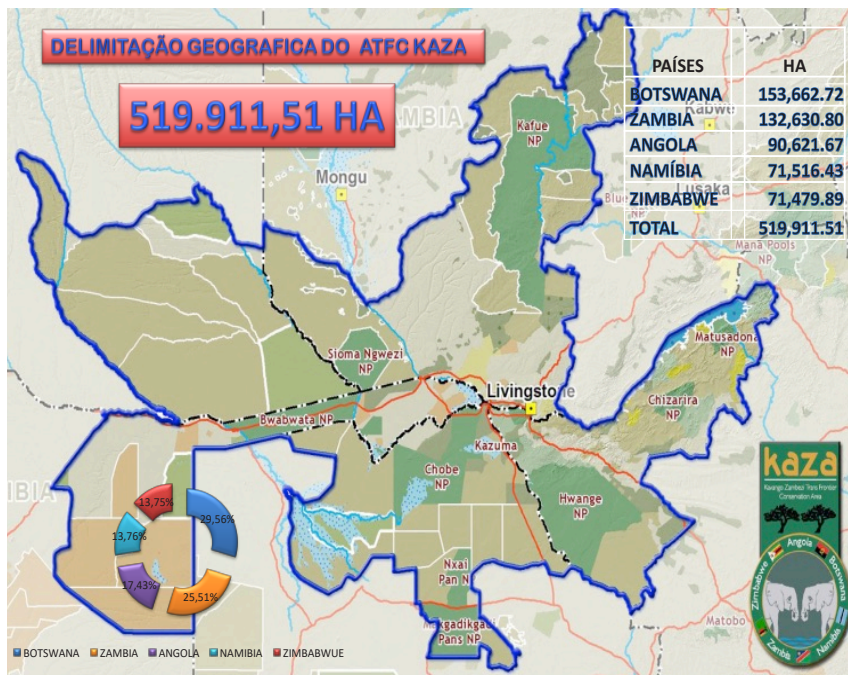 DELIMITAÇÃO GEOGRAFICA DO ATFC KAZA
519.911,51 HA
PAÍSES HA
BOTSWANA 153,662.72
ZAMBIA 132,630.80
ANGOLA 90,621.67
NAMÍBIA 71,516.43
ZIMBABWE 71,479.89
TOTAL 519,911.51
Kabwe
Lusaka
Mana Pools
NP
Kafue
NP
Mongu
Sioma Ngwezi
NP
Matusadona
NP
Livingstone
Chizarira
NP
Bwabwata NP
Kazuma
Chobe
NP
Hwange
NP
Nxai
Pan N
Makgadikgadi
Pans NP
Matobo
13,75%
29,56%
13,76%
17,43%
25,51%
BOTSWANA ZAMBIA ANGOLA NAMIBIA ZIMBABWUE
kaza
Kavango Zambezi Trans Frontier
Conservation Area
Angola
Botswana
Namibia
Zambia
Zimbabwe